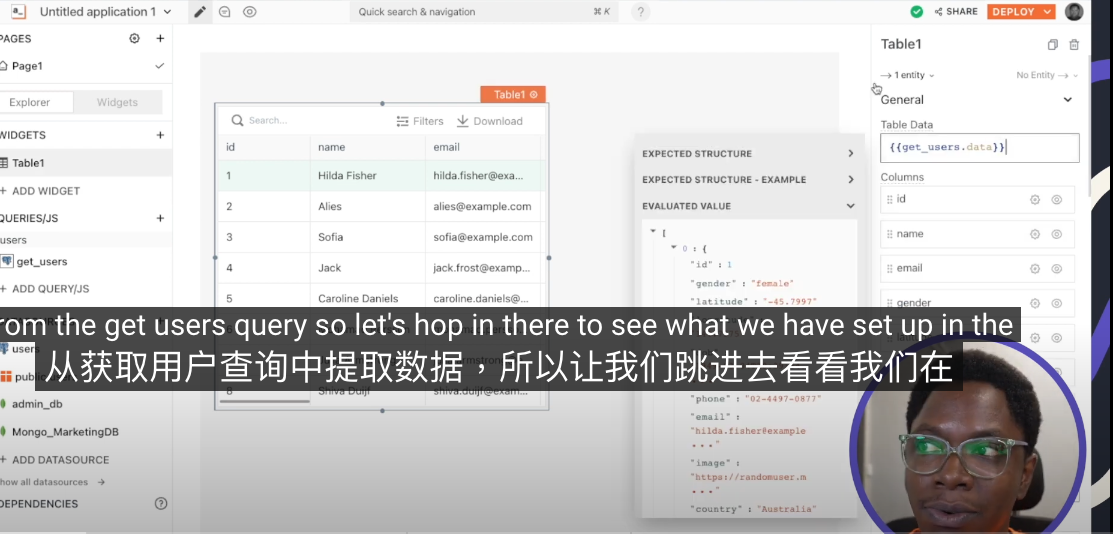 Untitled application 1
Quick search & navigation
⌘ K
?
SHARE
DEPLOY
PAGES
+
Page1
Explorer
Widgets
WIDGETS
+
Table1
+ ADD WIDGET
QUERIES/JS
+
users
get_users
+ ADD QUERY/JS
users
admin_db
Mongo_MarketingDB
+ ADD DATASOURCE
how all datasources →
DEPENDENCIES
?
Table1
Search...
Filters
Download
id name email
1 Hilda Fisher hilda.fisher@exa...
2 Alies alies@example.com
3 Sofia sofia@example.com
4 Jack jack.frost@examp...
5 Caroline Daniels caroline.daniels@...
8 Shiva Duijf shiva.duijf@exam...
EXPECTED STRUCTURE
EXPECTED STRUCTURE - EXAMPLE
EVALUATED VALUE
[
0 : {
"id" : 1
"gender" : "female"
"latitude" : "-45.7997"
"phone" : "02-4497-0877"
"email" :
"hilda.fisher@example
...
"image" :
"https://randomuser.m
...
"country" : "Australia"
Table1
→ 1 entity
No Entity →
General
Table Data
{{get_users.data}}
Columns
id
name
email
gender
om the get users query so let's hop in there to see what we have set up in the
从获取用户查询中提取数据，所以让我们跳进去看看我们在